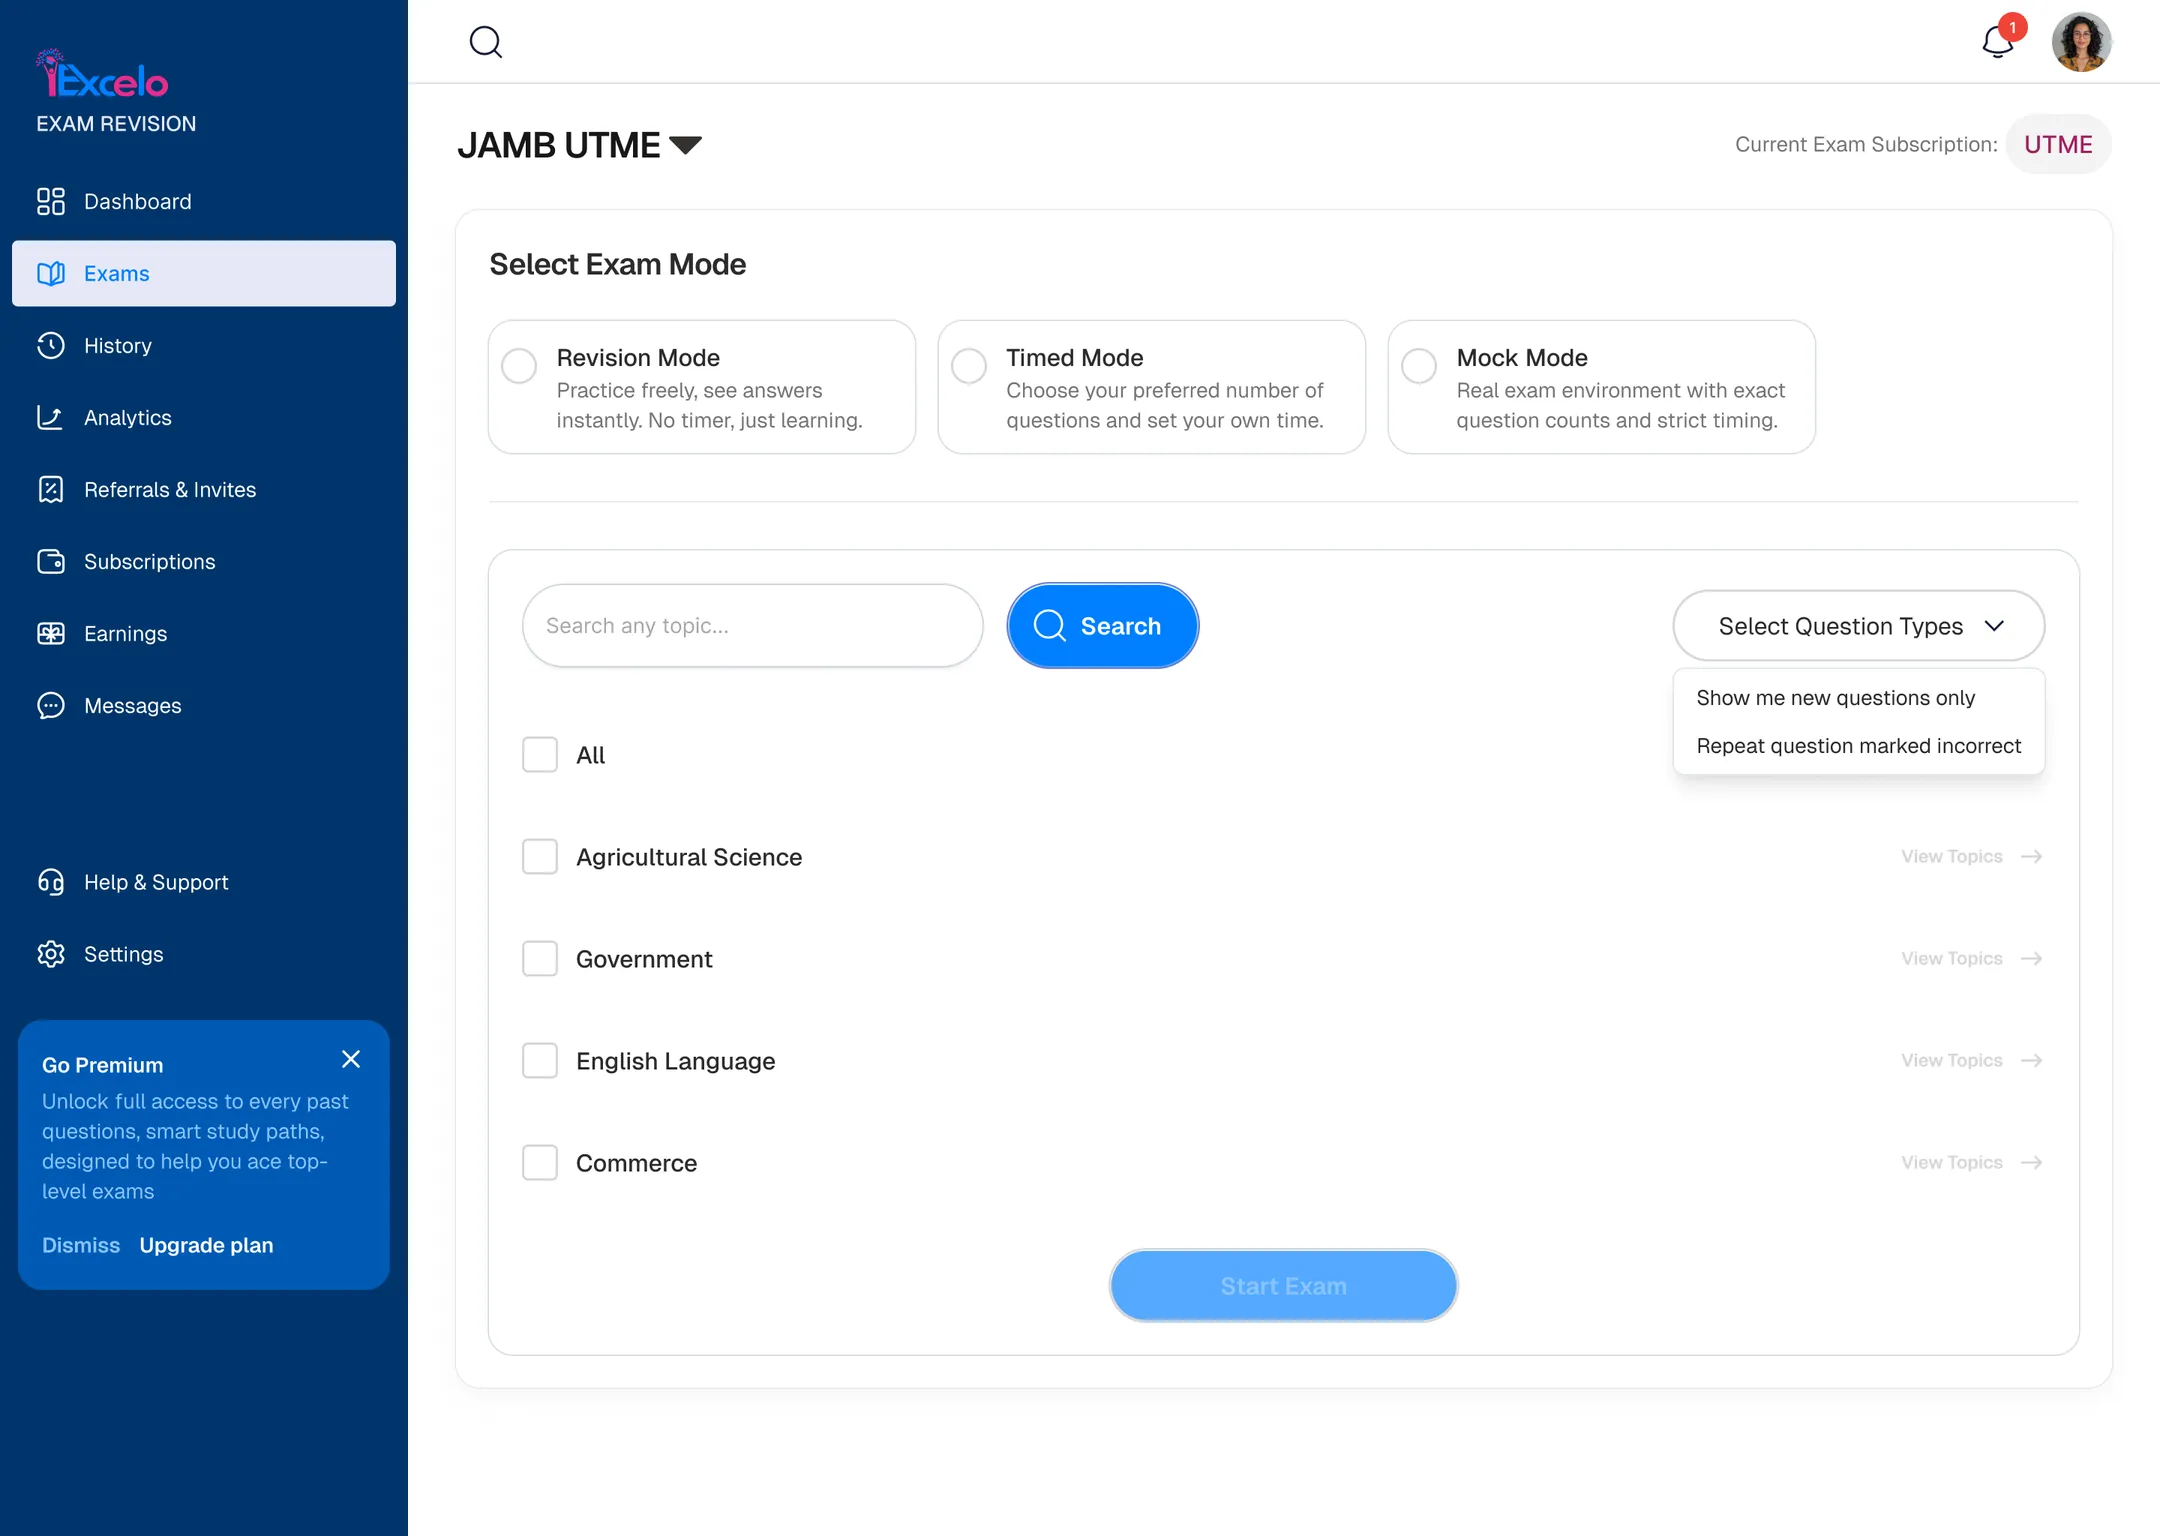 iExcelo
EXAM REVISION
Dashboard
Exams
History
Analytics
Referrals & Invites
Subscriptions
Earnings
Messages
Help & Support
Settings
Go Premium
Unlock full access to every past
questions, smart study paths,
designed to help you ace top-
level exams
Dismiss Upgrade plan
1
JAMB UTME
Current Exam Subscription: UTME
Select Exam Mode
Revision Mode
Practice freely, see answers
instantly. No timer, just learning.
Timed Mode
Choose your preferred number of
questions and set your own time.
Mock Mode
Real exam environment with exact
question counts and strict timing.
Search any topic...
Search
Select Question Types
Show me new questions only
Repeat question marked incorrect
All
Agricultural Science
View Topics
Government
View Topics
English Language
View Topics
Commerce
View Topics
Start Exam